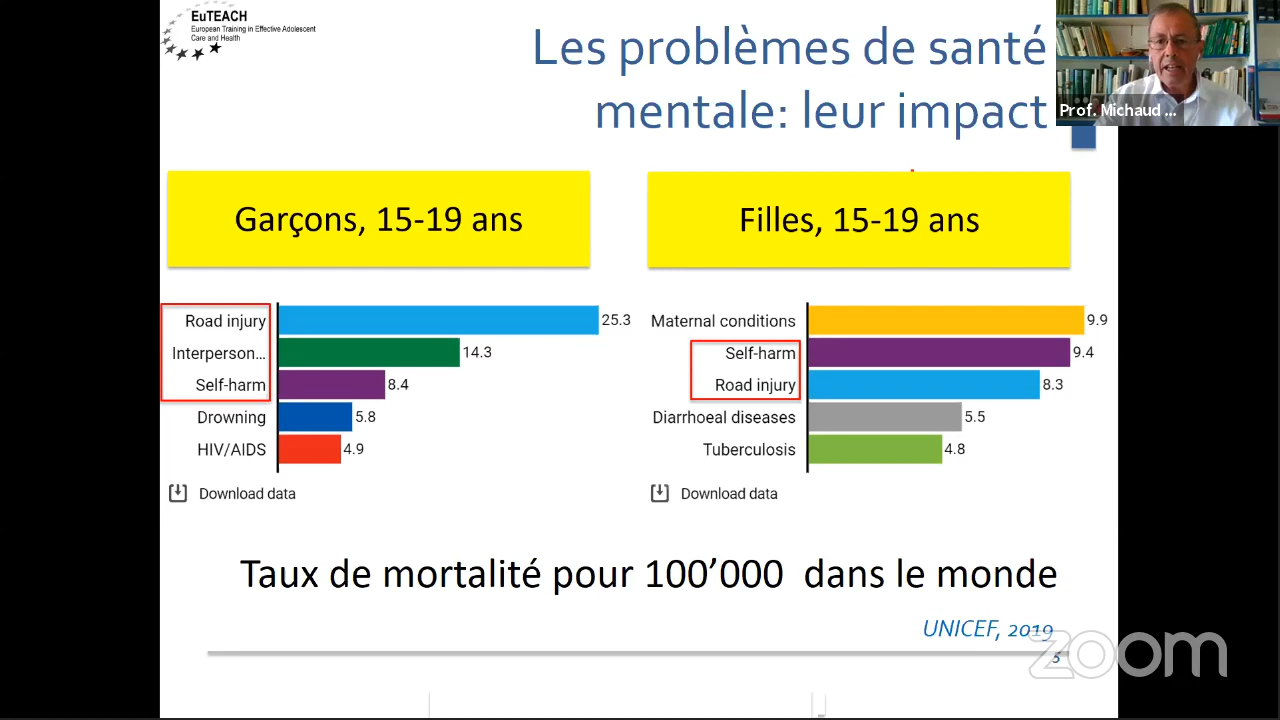 EuTEACH
European Training in Effective Adolescent
Care and Health
Les problèmes de santé
mentale: leur impact
Prof. Michaud ...
Garçons, 15-19 ans
Filles, 15-19 ans
Road injury 25.3
Interperson... 14.3
Self-harm 8.4
Drowning 5.8
HIV/AIDS 4.9
Download data
Maternal conditions 9.9
Self-harm 9.4
Road injury 8.3
Diarrhoeal diseases 5.5
Tuberculosis 4.8
Download data
Taux de mortalité pour 100’000 dans le monde
UNICEF, 2019
5
zoom